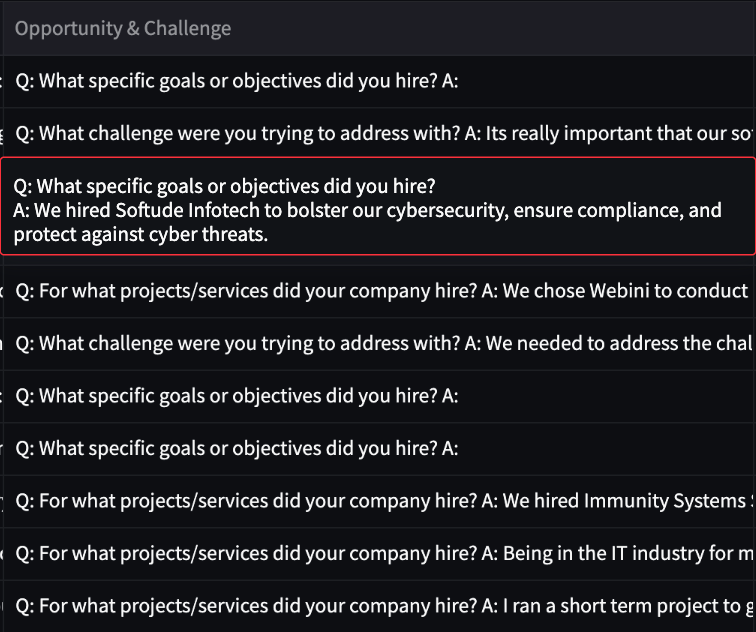 Opportunity & Challenge
Q: What specific goals or objectives did you hire? A:
Q: What challenge were you trying to address with? A: Its really important that our so
Q: What specific goals or objectives did you hire?
A: We hired Softude Infotech to bolster our cybersecurity, ensure compliance, and
protect against cyber threats.
Q: For what projects/services did your company hire? A: We chose Webini to conduct
Q: What challenge were you trying to address with? A: We needed to address the chal
Q: What specific goals or objectives did you hire? A:
Q: What specific goals or objectives did you hire? A:
Q: For what projects/services did your company hire? A: We hired Immunity Systems
Q: For what projects/services did your company hire? A: Being in the IT industry for m
Q: For what projects/services did your company hire? A: I ran a short term project to g